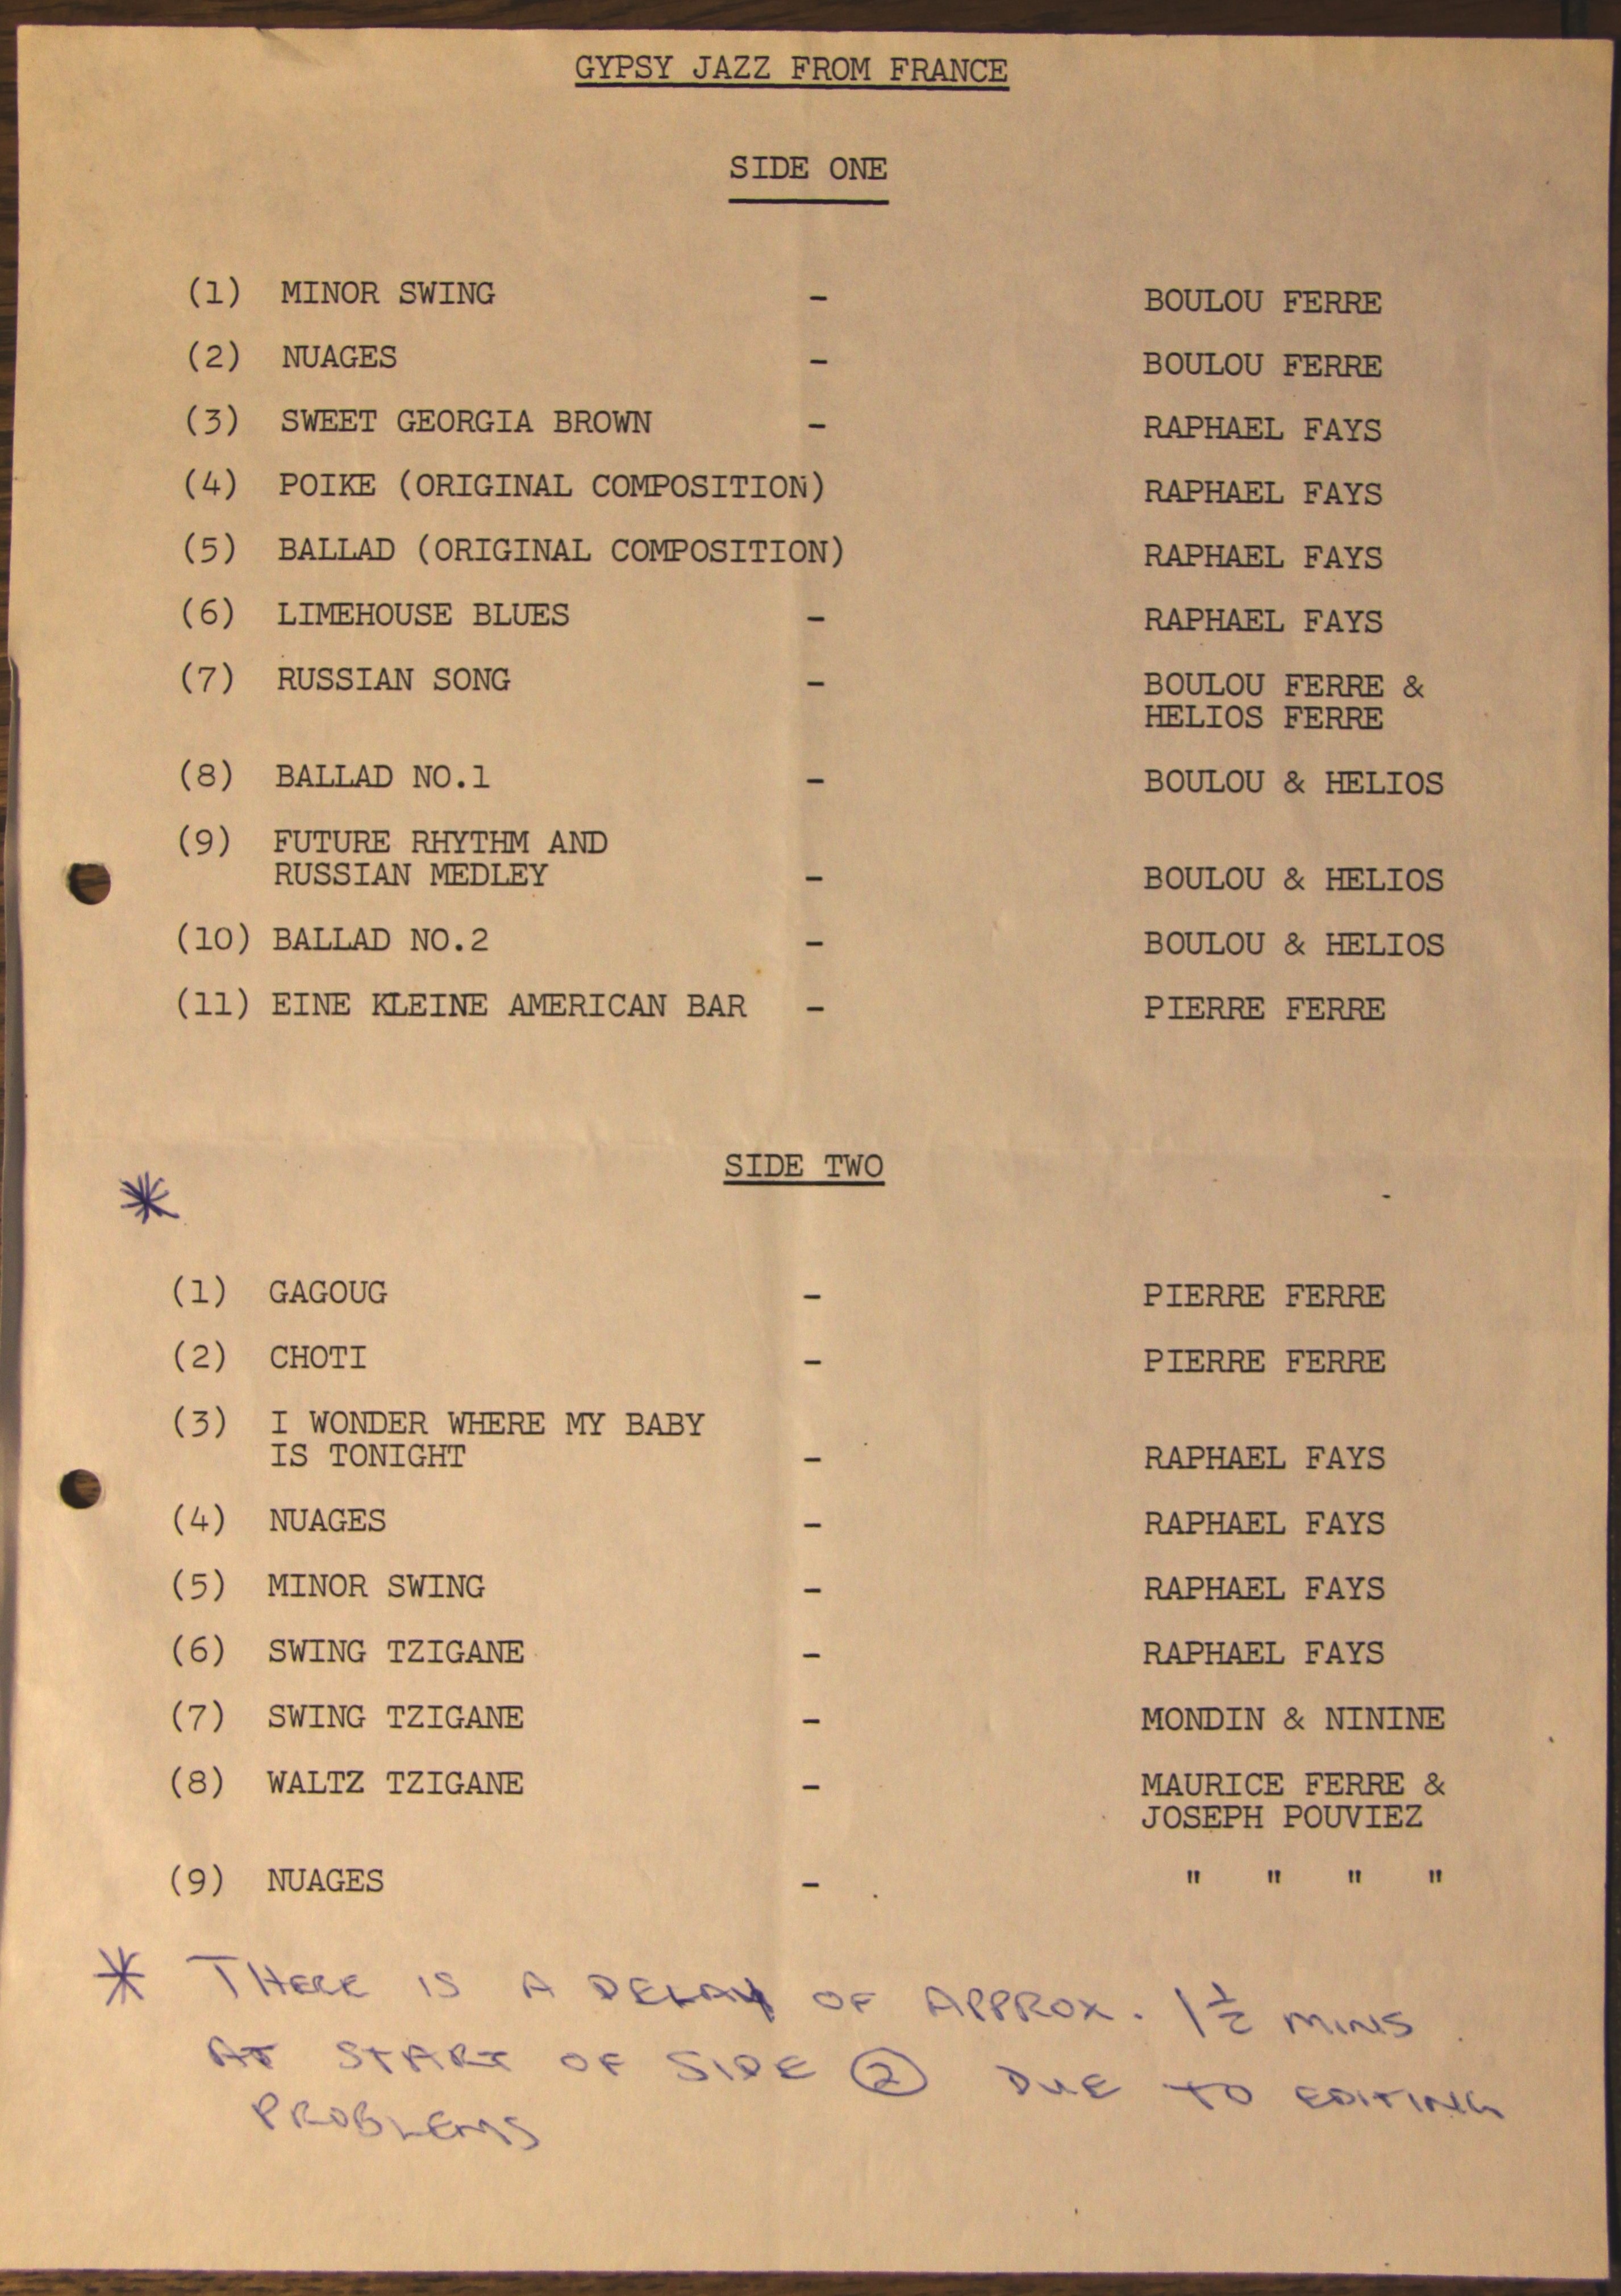 GYPSY JAZZ FROM FRANCE
SIDE ONE
(1) MINOR SWING - BOULOU FERRE
(2) NUAGES - BOULOU FERRE
(3) SWEET GEORGIA BROWN - RAPHAEL FAYS
(4) POIKE (ORIGINAL COMPOSITION) RAPHAEL FAYS
(5) BALLAD (ORIGINAL COMPOSITION) RAPHAEL FAYS
(6) LIMEHOUSE BLUES - RAPHAEL FAYS
(7) RUSSIAN SONG - BOULOU FERRE &
HELIOS FERRE
(8) BALLAD NO.1 - BOULOU & HELIOS
(9) FUTURE RHYTHM AND
RUSSIAN MEDLEY - BOULOU & HELIOS
(10) BALLAD NO.2 - BOULOU & HELIOS
(11) EINE KLEINE AMERICAN BAR - PIERRE FERRE
SIDE TWO
*
(1) GAGOUG - PIERRE FERRE
(2) CHOTI - PIERRE FERRE
(3) I WONDER WHERE MY BABY
IS TONIGHT - RAPHAEL FAYS
(4) NUAGES - RAPHAEL FAYS
(5) MINOR SWING - RAPHAEL FAYS
(6) SWING TZIGANE - RAPHAEL FAYS
(7) SWING TZIGANE - MONDIN & NININE
(8) WALTZ TZIGANE - MAURICE FERRE &
JOSEPH POUVIEZ
(9) NUAGES - " " " "
* THERE IS A DELAY OF APPROX. 1½ MINS
AT START OF SIDE ② DUE TO EDITING
PROBLEMS